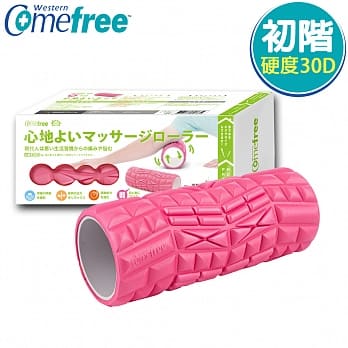 Western
Comefree
初階
硬度30D
Comefree
心地よいマッサージローラー
現代人は悪い生活習慣からの痛みや悩む
Comefree